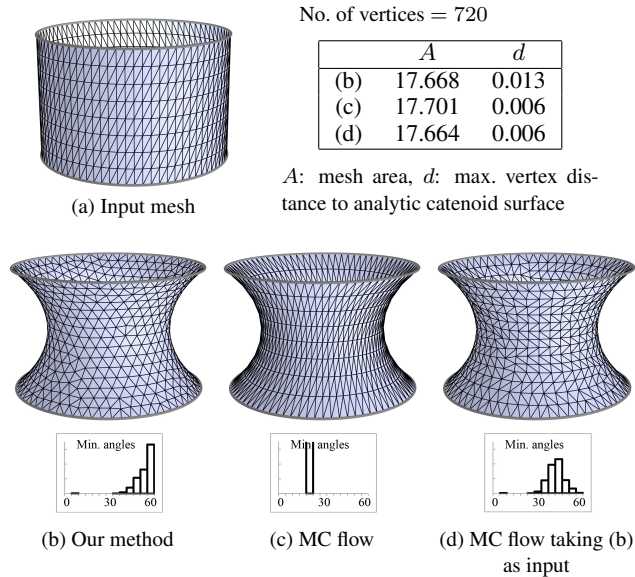 No. of vertices = 720
A d
(b) 17.668 0.013
(c) 17.701 0.006
(d) 17.664 0.006
A: mesh area, d: max. vertex dis-
tance to analytic catenoid surface
(a) Input mesh
Min. angles
0 30 60
Min. angles
0 30 60
Min. angles
0 30 60
(b) Our method
(c) MC flow
(d) MC flow taking (b)
as input